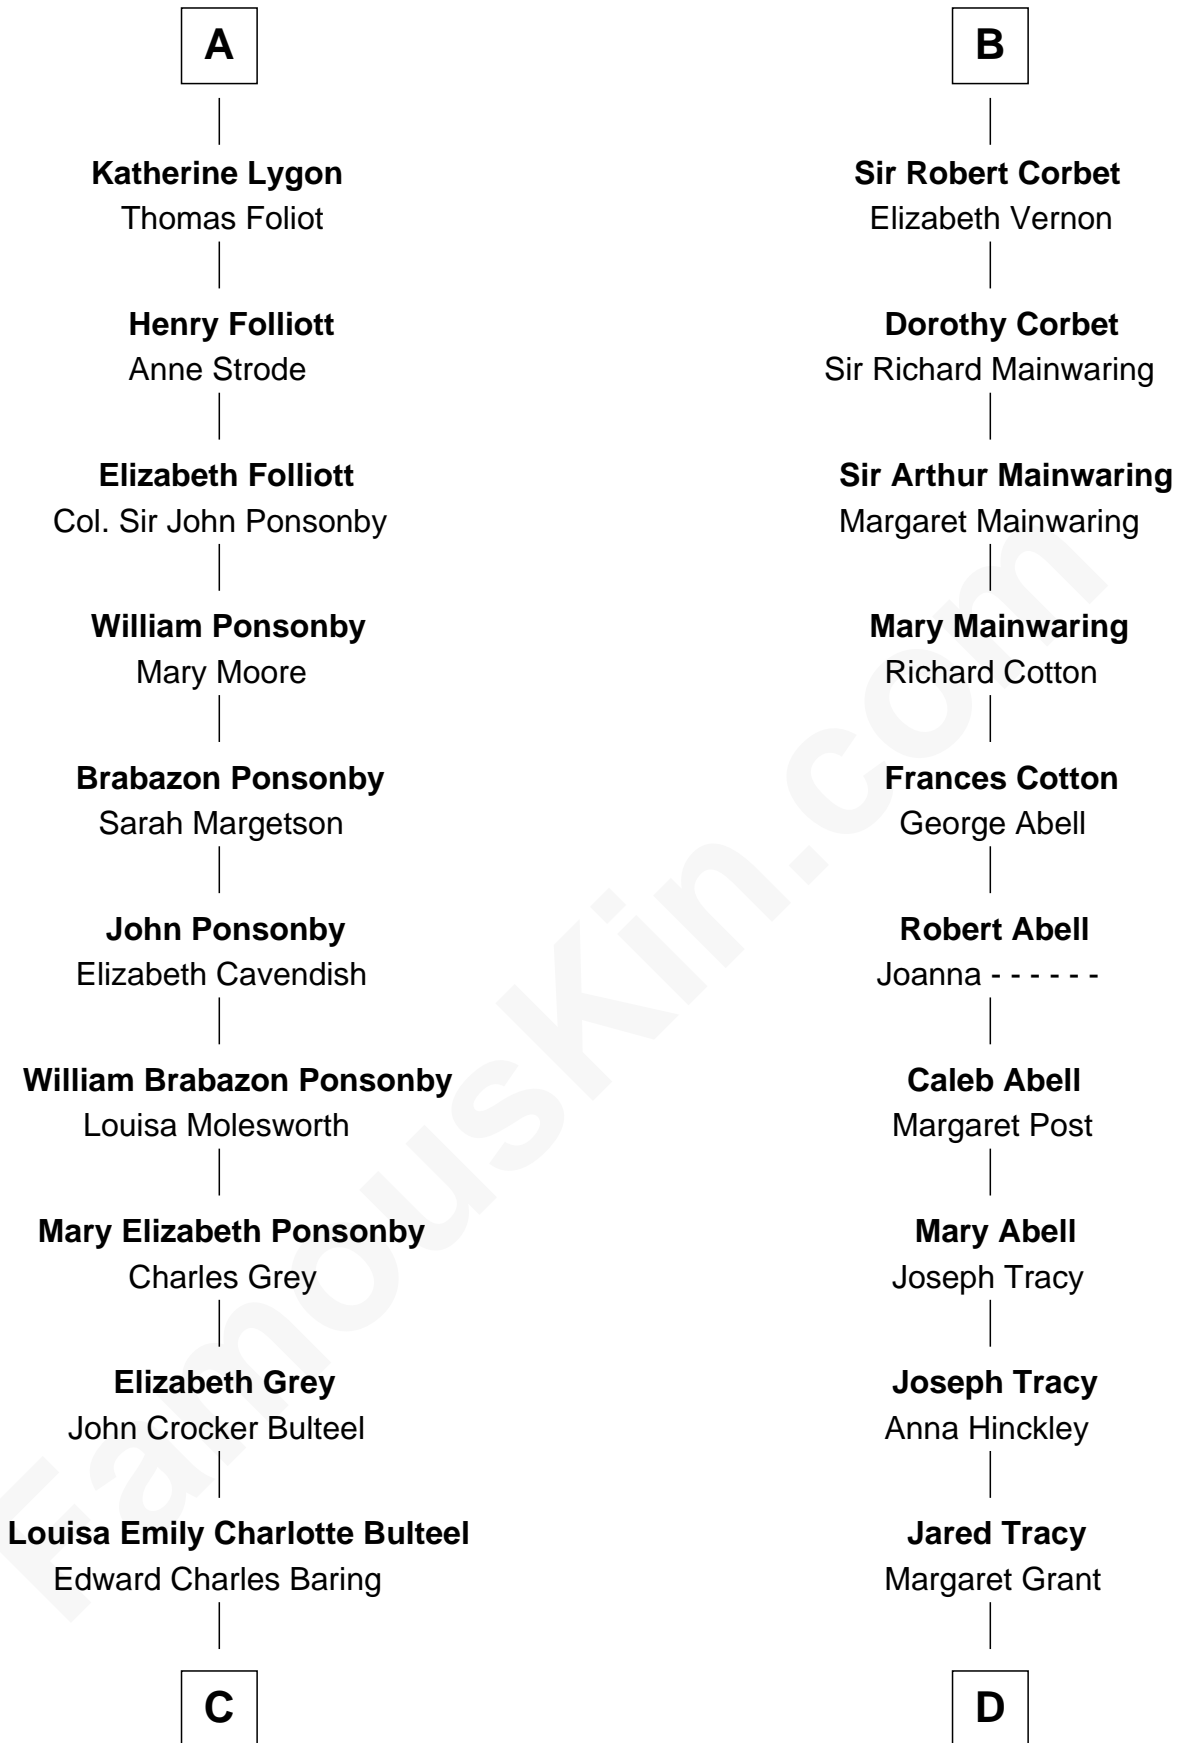 A
Katherine Lygon
Thomas Foliot
Henry Folliott
Anne Strode
Elizabeth Folliott
Col. Sir John Ponsonby
William Ponsonby
Mary Moore
Brabazon Ponsonby
Sarah Margetson
John Ponsonby
Elizabeth Cavendish
William Brabazon Ponsonby
Louisa Molesworth
Mary Elizabeth Ponsonby
Charles Grey
Elizabeth Grey
John Crocker Bulteel
Louisa Emily Charlotte Bulteel
Edward Charles Baring
C
B
Sir Robert Corbet
Elizabeth Vernon
Dorothy Corbet
Sir Richard Mainwaring
Sir Arthur Mainwaring
Margaret Mainwaring
Mary Mainwaring
Richard Cotton
Frances Cotton
George Abell
Robert Abell
Joanna - - - - - -
Caleb Abell
Margaret Post
Mary Abell
Joseph Tracy
Joseph Tracy
Anna Hinckley
Jared Tracy
Margaret Grant
D
FamousKin.com